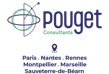 pouget
Consultants
Paris . Nantes . Rennes
Montpellier . Marseille
Sauveterre-de-Béarn